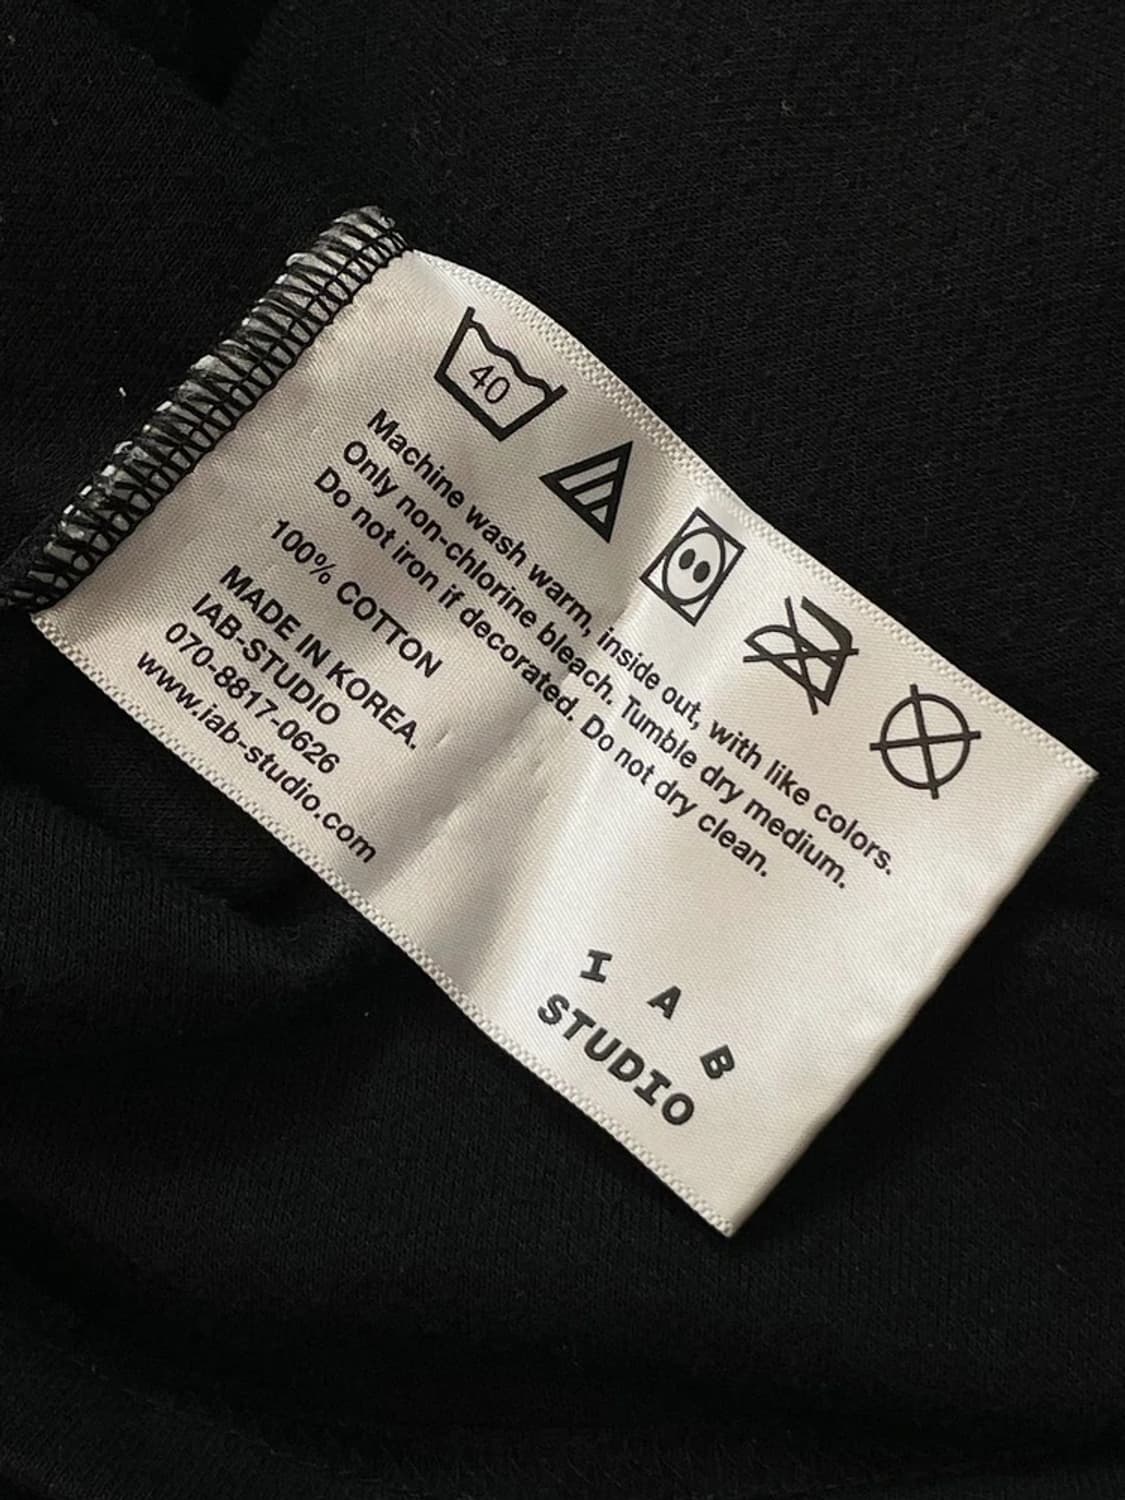 40
Machine wash warm, inside out, with like colors.
Only non-chlorine bleach. Tumble dry medium.
Do not iron if decorated. Do not dry clean.
100% COTTON
MADE IN KOREA.
IAB-STUDIO
070-8817-0626
www.iab-studio.com
I A B
STUDIO